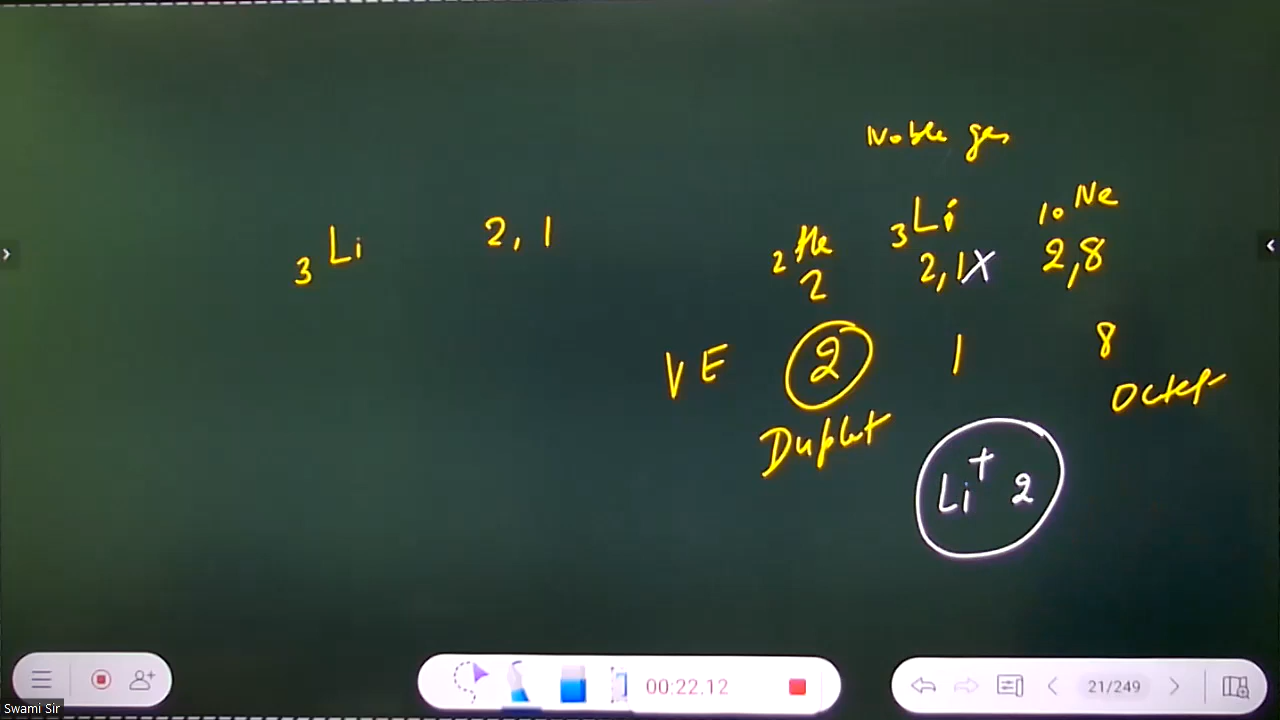 Noble gas
₃Li 2, 1
₂He ₃Li ₁₀Ne
2 2, 1X 2,8
VE 2 1 8
Duplet Octet
Li⁺ 2
00:22.12
21/249
Swami Sir